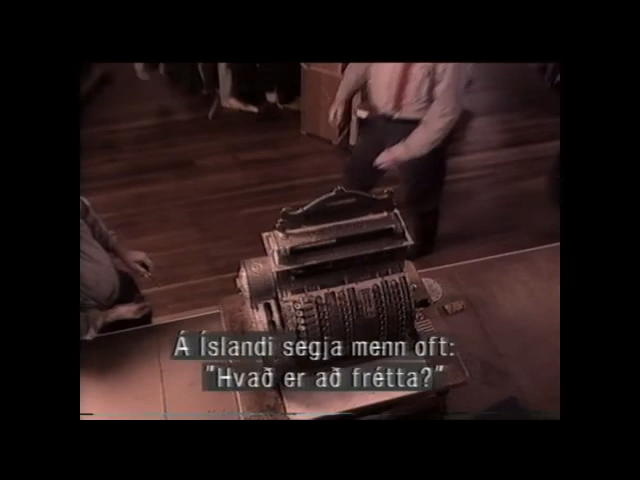 Á Íslandi segja menn oft:
"Hvað er að frétta?"